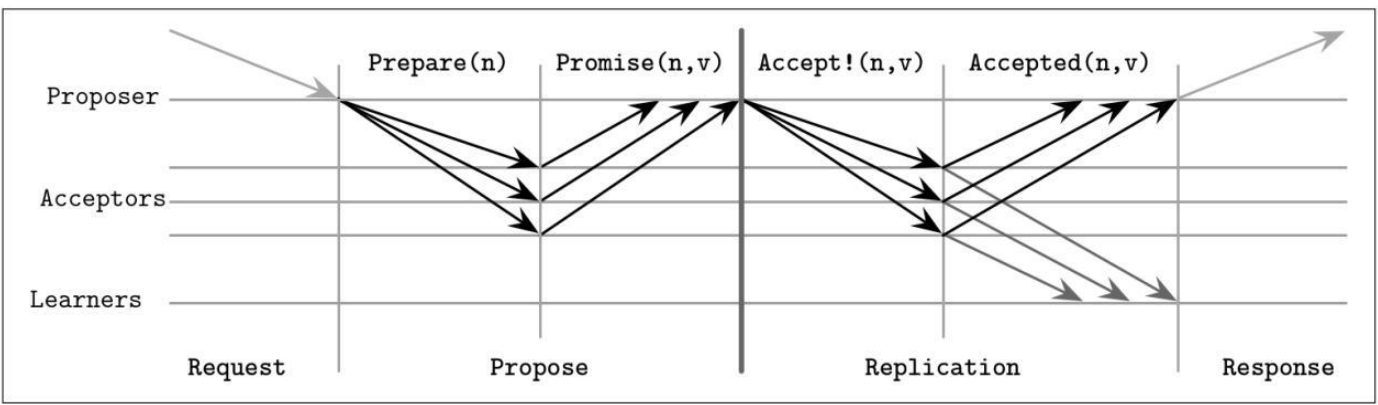 Prepare(n) Promise(n,v) Accept!(n,v) Accepted(n,v)
Proposer
Acceptors
Learners
Request Propose Replication Response